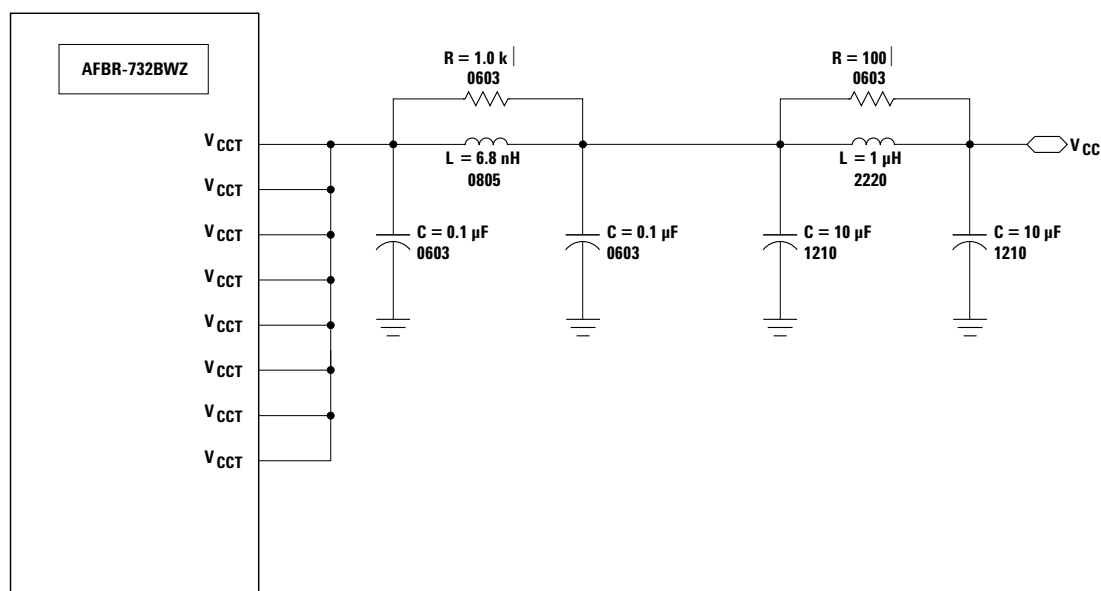 AFBR-732BWZ
R = 1.0 k |
0603
R = 100 |
0603
V CCT
L = 6.8 nH
0805
L = 1 µH
2220
V CC
V CCT
V CCT
C = 0.1 µF
0603
C = 0.1 µF
0603
C = 10 µF
1210
C = 10 µF
1210
V CCT
V CCT
V CCT
V CCT
V CCT